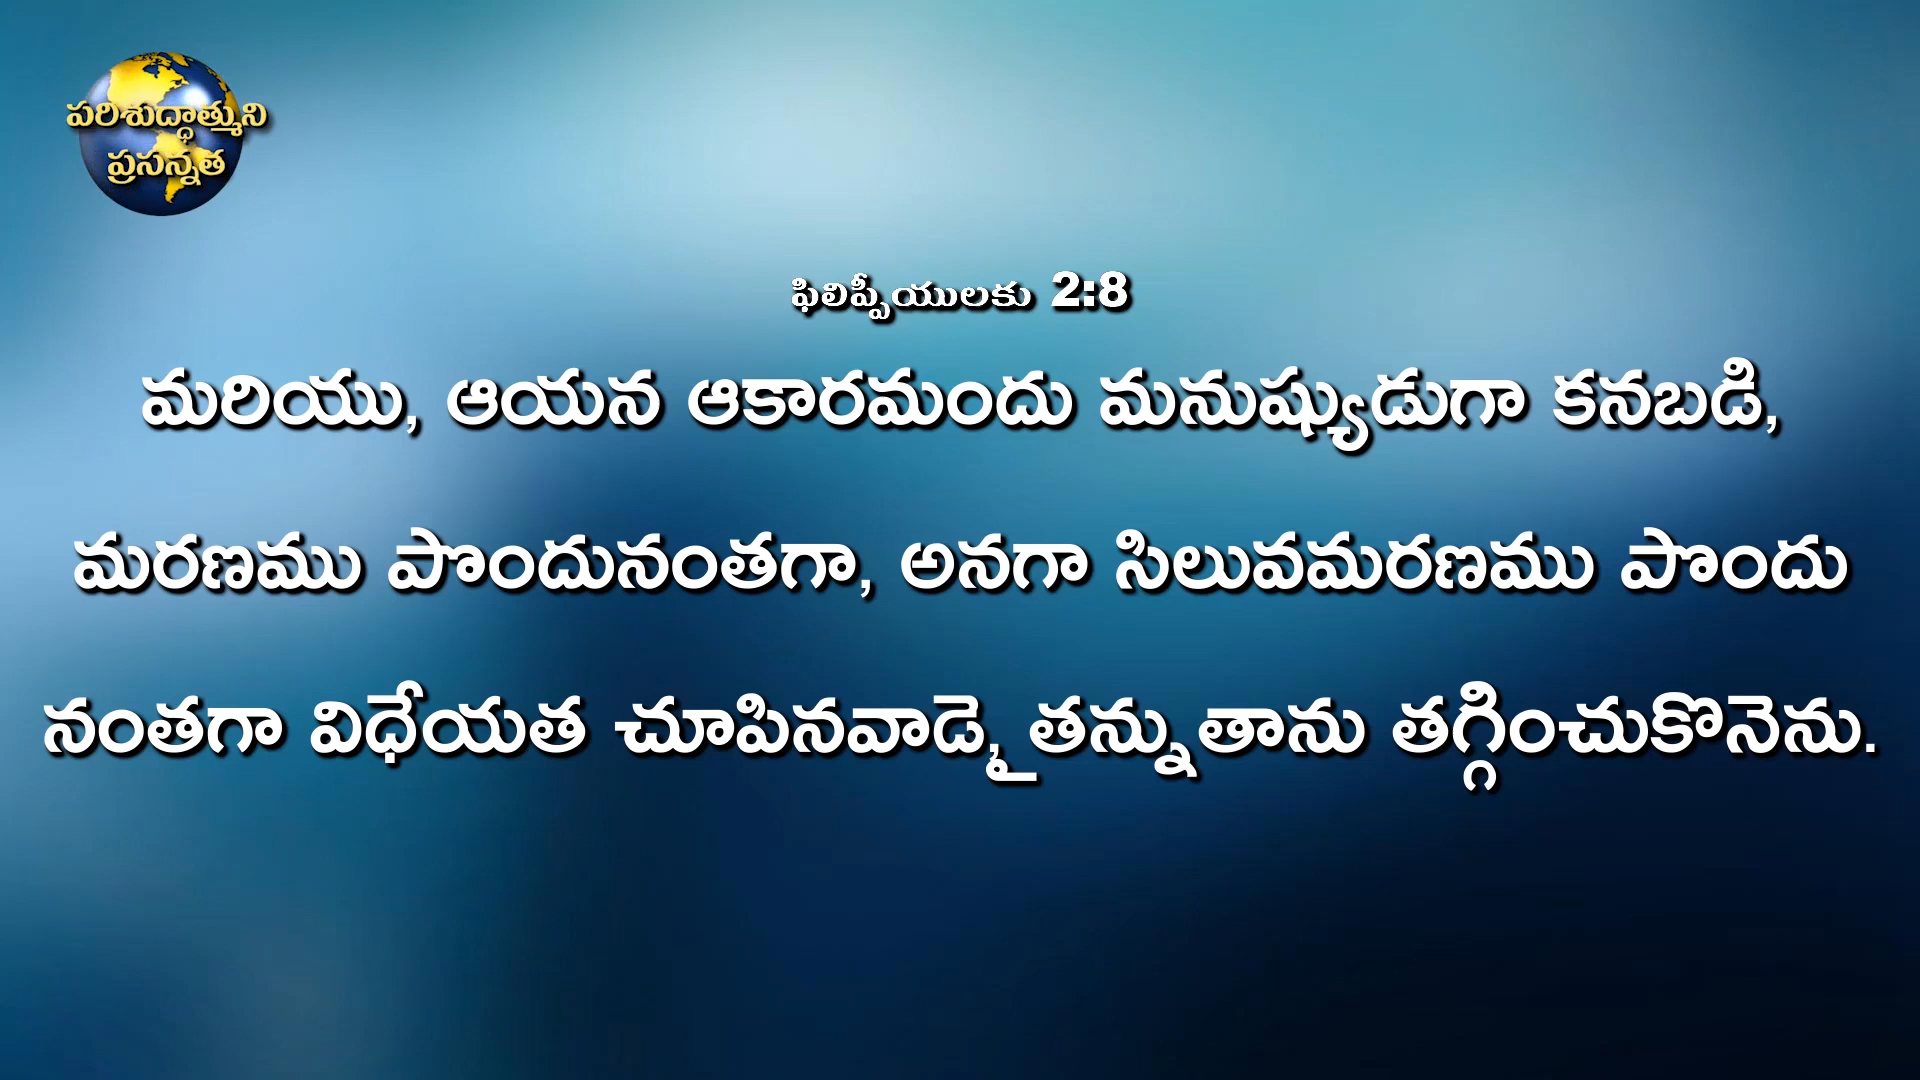 పరిశుద్ధాత్ముని
ప్రసన్నత
ఫిలిప్పీయులకు 2:8
మరియు, ఆయన ఆకారమందు మనుష్యుడుగా కనబడి,
మరణము పొందునంతగా, అనగా సిలువమరణము పొందు
నంతగా విధేయత చూపినవాడై, తన్నుతాను తగ్గించుకొనెను.